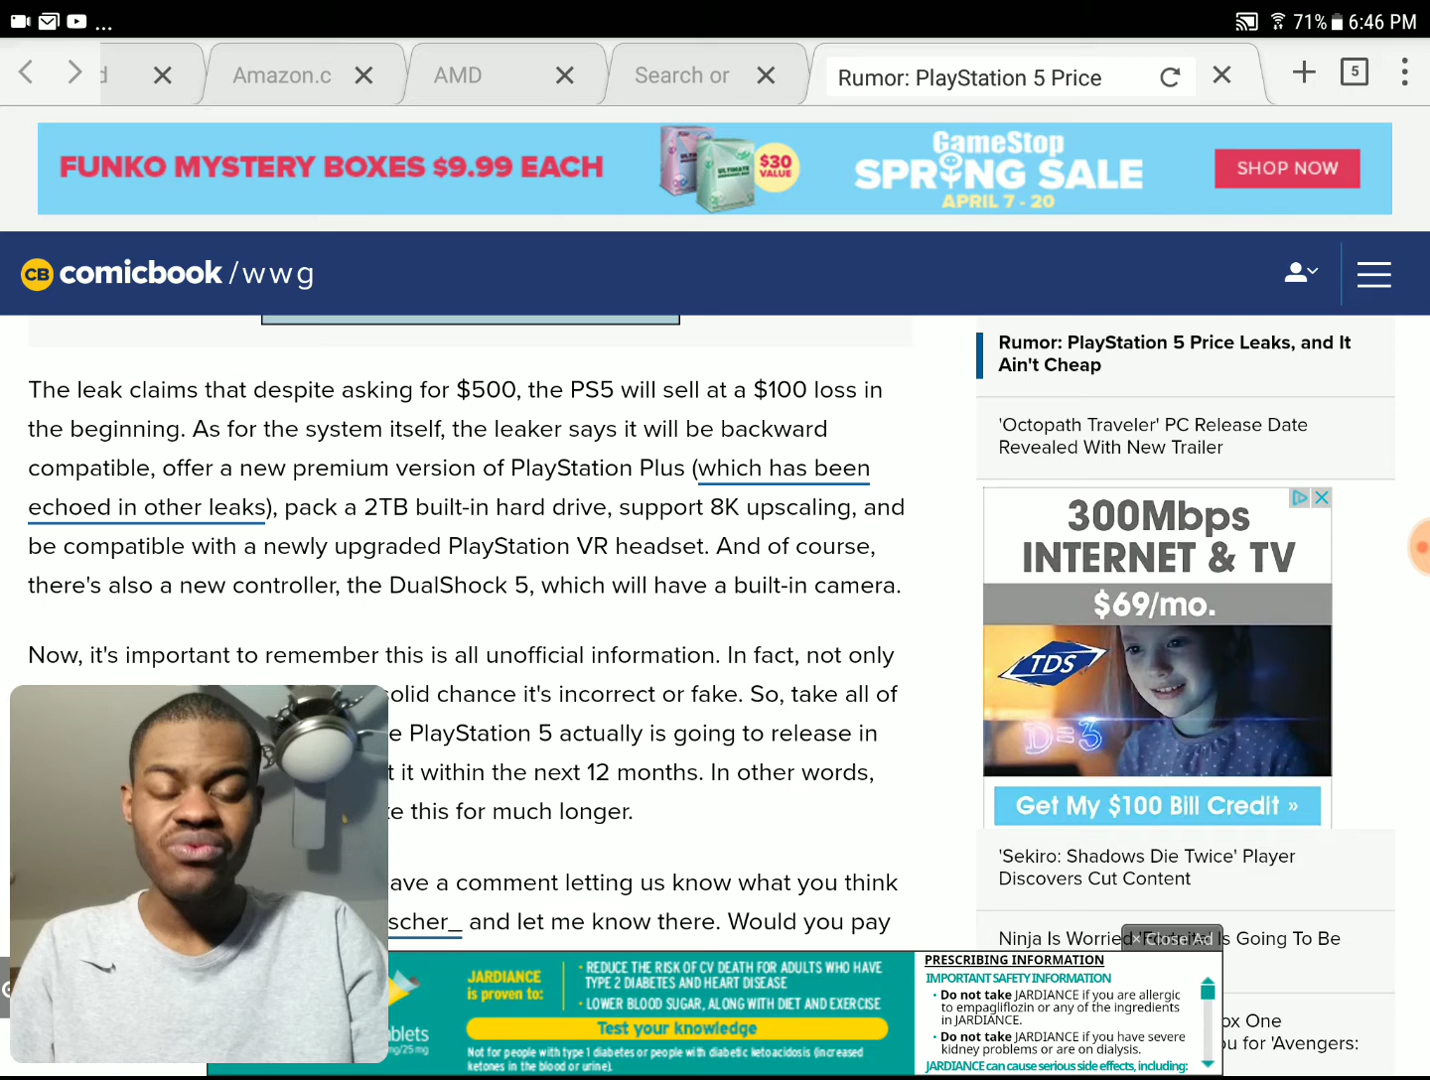 ...
71% 6:46 PM
d
Amazon.c
AMD
Search or
Rumor: PlayStation 5 Price
5
FUNKO MYSTERY BOXES $9.99 EACH
$30
VALUE
GameStop
SPRING SALE
APRIL 7 - 20
SHOP NOW
CB comicbook /wwg
The leak claims that despite asking for $500, the PS5 will sell at a $100 loss in
the beginning. As for the system itself, the leaker says it will be backward
compatible, offer a new premium version of PlayStation Plus (which has been
echoed in other leaks), pack a 2TB built-in hard drive, support 8K upscaling, and
be compatible with a newly upgraded PlayStation VR headset. And of course,
there's also a new controller, the DualShock 5, which will have a built-in camera.
Now, it's important to remember this is all unofficial information. In fact, not only
solid chance it's incorrect or fake. So, take all of
e PlayStation 5 actually is going to release in
t it within the next 12 months. In other words,
ke this for much longer.
ave a comment letting us know what you think
scher_ and let me know there. Would you pay
Rumor: PlayStation 5 Price Leaks, and It
Ain't Cheap
'Octopath Traveler' PC Release Date
Revealed With New Trailer
300Mbps
INTERNET & TV
$69/mo.
TDS
D=3
Get My $100 Bill Credit »
'Sekiro: Shadows Die Twice' Player
Discovers Cut Content
Ninja Is Worried 'Fortnite' Is Going To Be
× Close Ad
ox One
u for 'Avengers:
blets
mg/25 mg
JARDIANCE
is proven to:
• REDUCE THE RISK OF CV DEATH FOR ADULTS WHO HAVE
TYPE 2 DIABETES AND HEART DISEASE
• LOWER BLOOD SUGAR, ALONG WITH DIET AND EXERCISE
Test your knowledge
Not for people with type 1 diabetes or people with diabetic ketoacidosis (increased
ketones in the blood or urine).
PRESCRIBING INFORMATION
IMPORTANT SAFETY INFORMATION
• Do not take JARDIANCE if you are allergic
to empagliflozin or any of the ingredients
in JARDIANCE.
• Do not take JARDIANCE if you have severe
kidney problems or are on dialysis.
JARDIANCE can cause serious side effects, including: